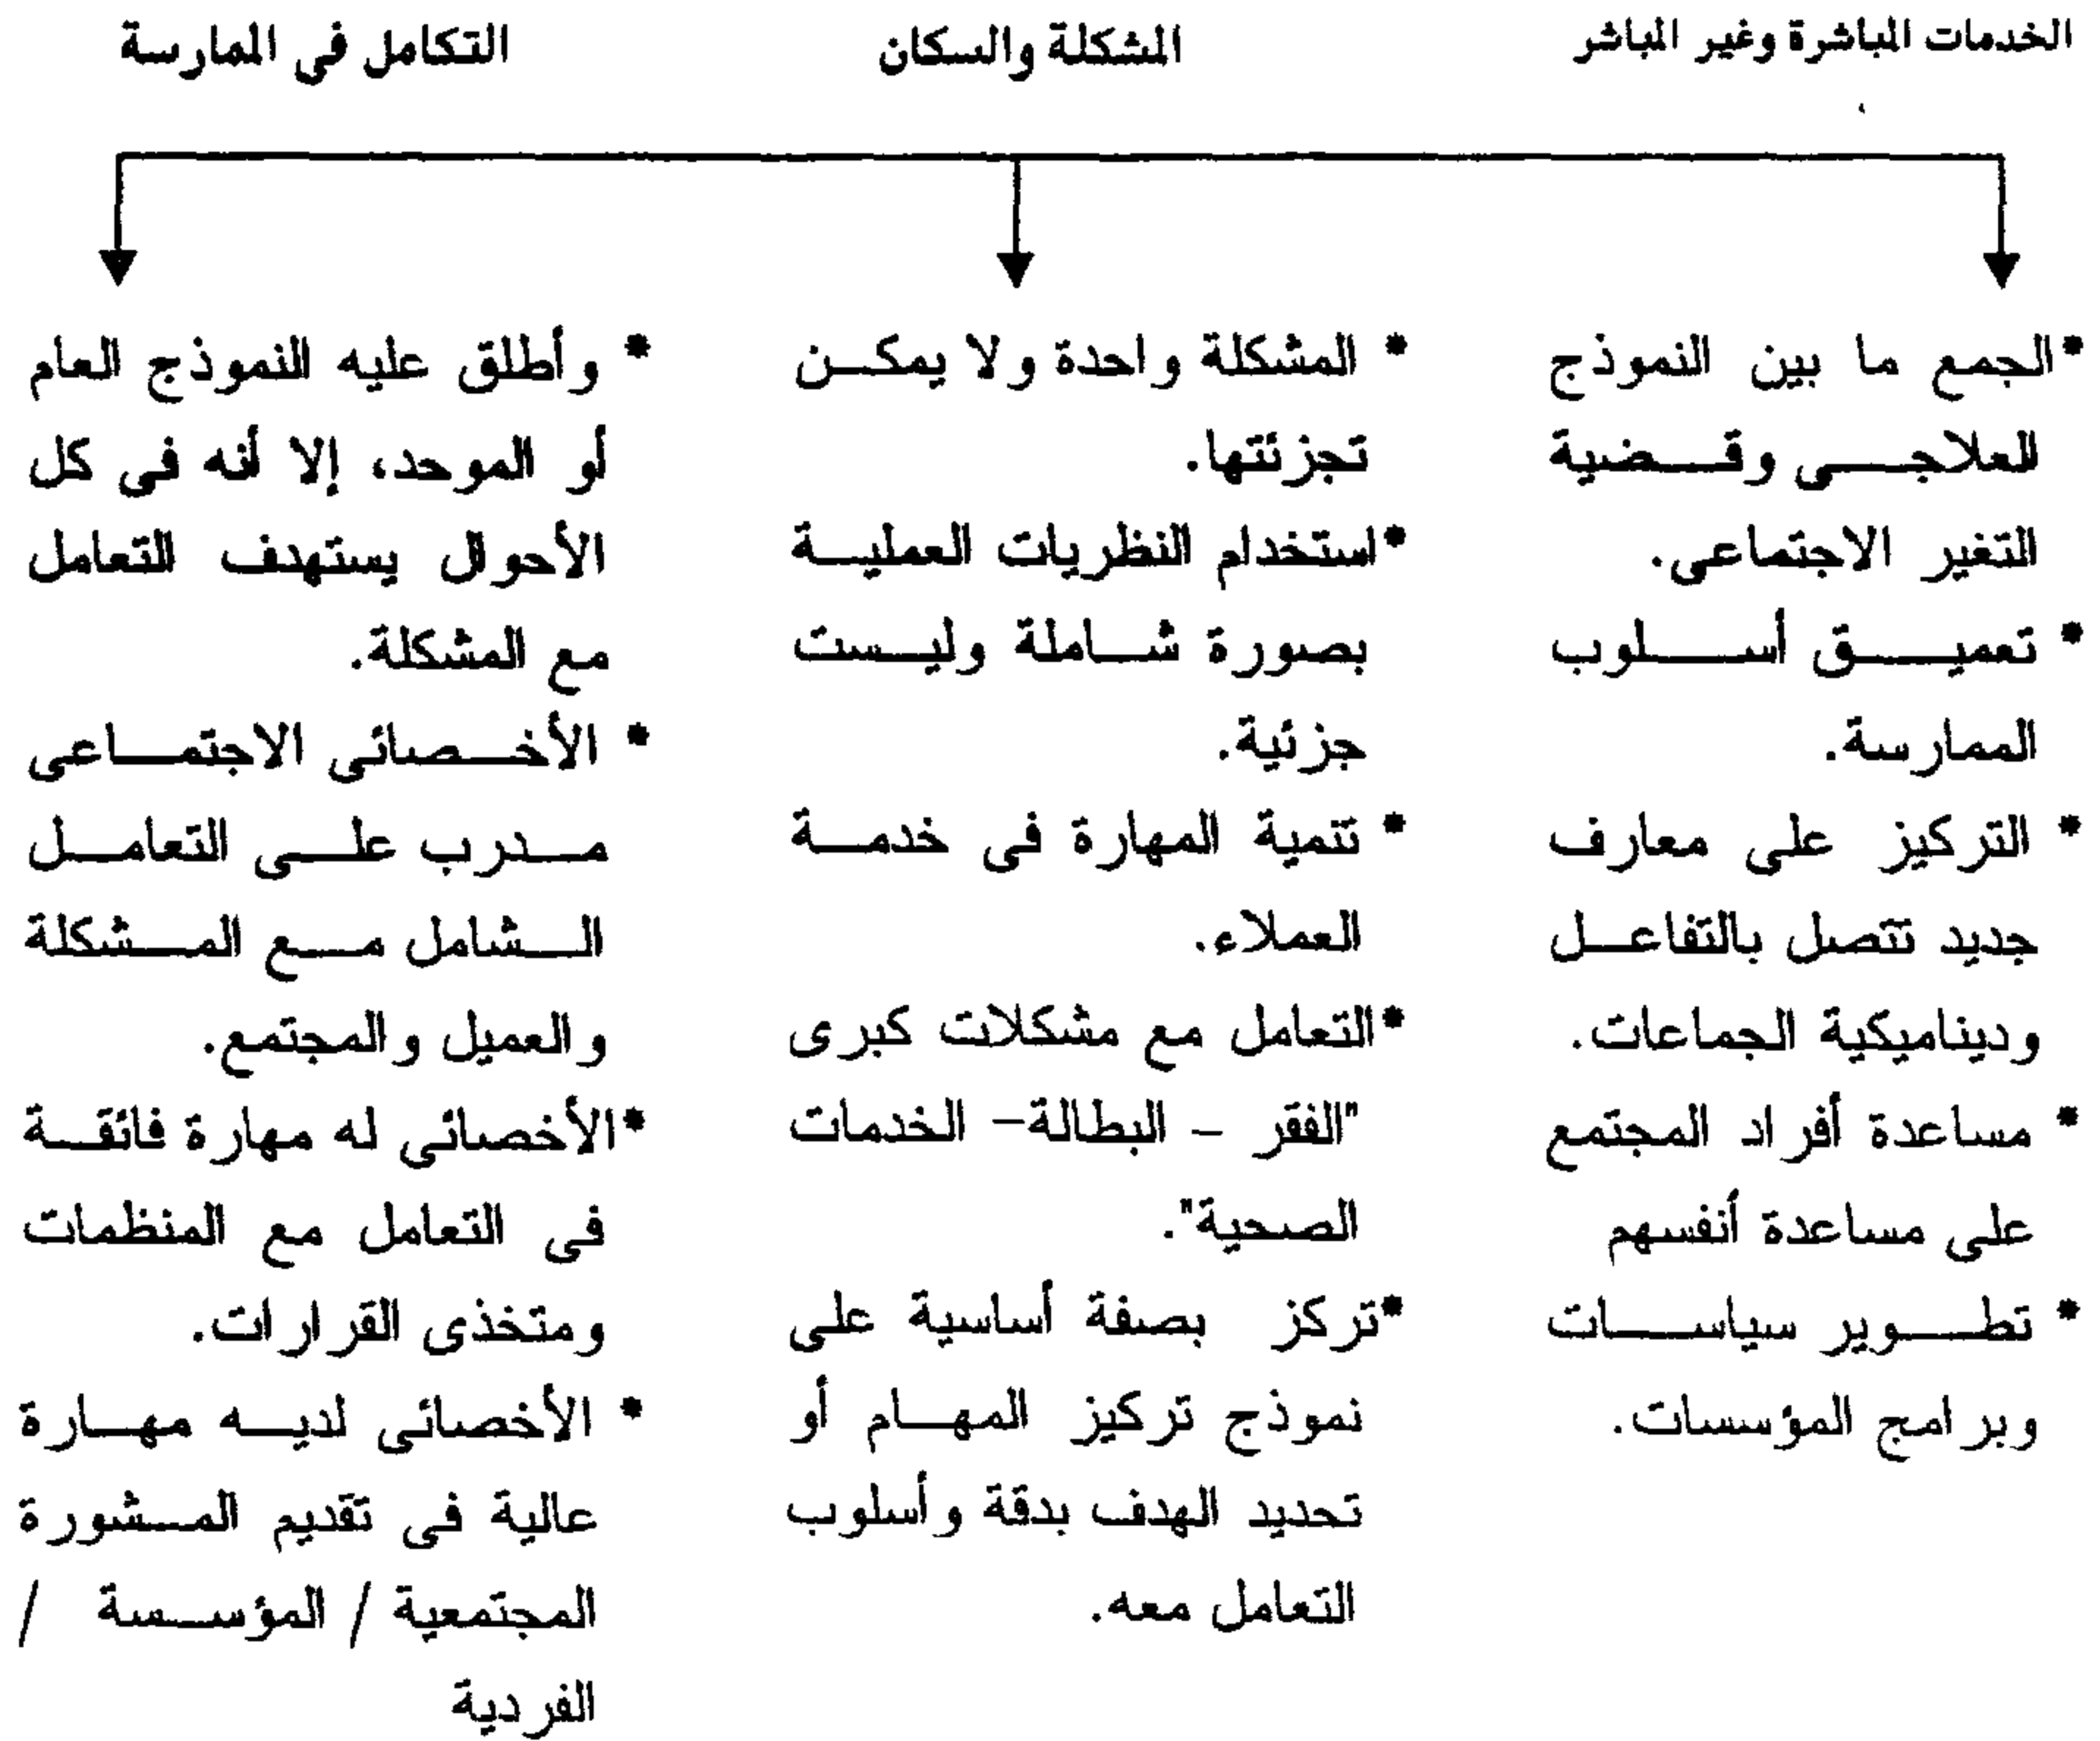 الخدمات المباشرة وغير المباشر
المشكلة والسكان
التكامل فى الممارسة
*الجمع ما بين النموذج
العلاجى وقضية
التغير الاجتماعى.
* تعميق أسلوب
الممارسة.
* التركيز على معارف
جديد تتصل بالتفاعل
وديناميكية الجماعات.
* مساعدة أفراد المجتمع
على مساعدة أنفسهم
* تطوير سياسات
وبرامج المؤسسات.
* المشكلة واحدة ولا يمكن
تجزئتها.
*استخدام النظريات العملية
بصورة شاملة وليست
جزئية.
* تنمية المهارة فى خدمة
العملاء.
*التعامل مع مشكلات كبرى
"الفقر – البطالة– الخدمات
الصحية".
*تركز بصفة أساسية على
نموذج تركيز المهام أو
تحديد الهدف بدقة وأسلوب
التعامل معه.
* وأطلق عليه النموذج العام
أو الموحد، إلا أنه فى كل
الأحوال يستهدف التعامل
مع المشكلة.
* الأخصائى الاجتماعى
مدرب على التعامل
الشامل مع المشكلة
والعميل والمجتمع.
*الأخصائى له مهارة فائقة
فى التعامل مع المنظمات
ومتخذى القرارات.
* الأخصائى لديه مهارة
عالية فى تقديم المشورة
المجتمعية / المؤسسة /
الفردية